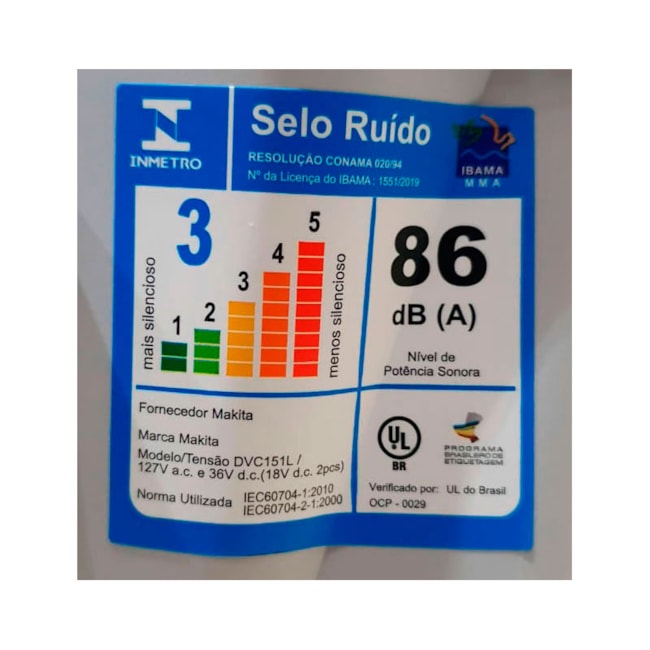 INMETRO
Selo Ruído
RESOLUÇÃO CONAMA 020/94
Nº da Licença do IBAMA : 1551/2019
IBAMA
M M A
3
mais silencioso
1
2
3
4
5
menos silencioso
86
dB (A)
Nível de
Potência Sonora
Fornecedor Makita
Marca Makita
Modelo/Tensão DVC151L /
127V a.c. e 36V d.c.(18V d.c. 2pcs)
Norma Utilizada IEC60704-1:2010
IEC60704-2-1:2000
UL
BR
PROGRAMA
BRASILEIRO DE
ETIQUETAGEM
Verificado por: UL do Brasil
OCP - 0029